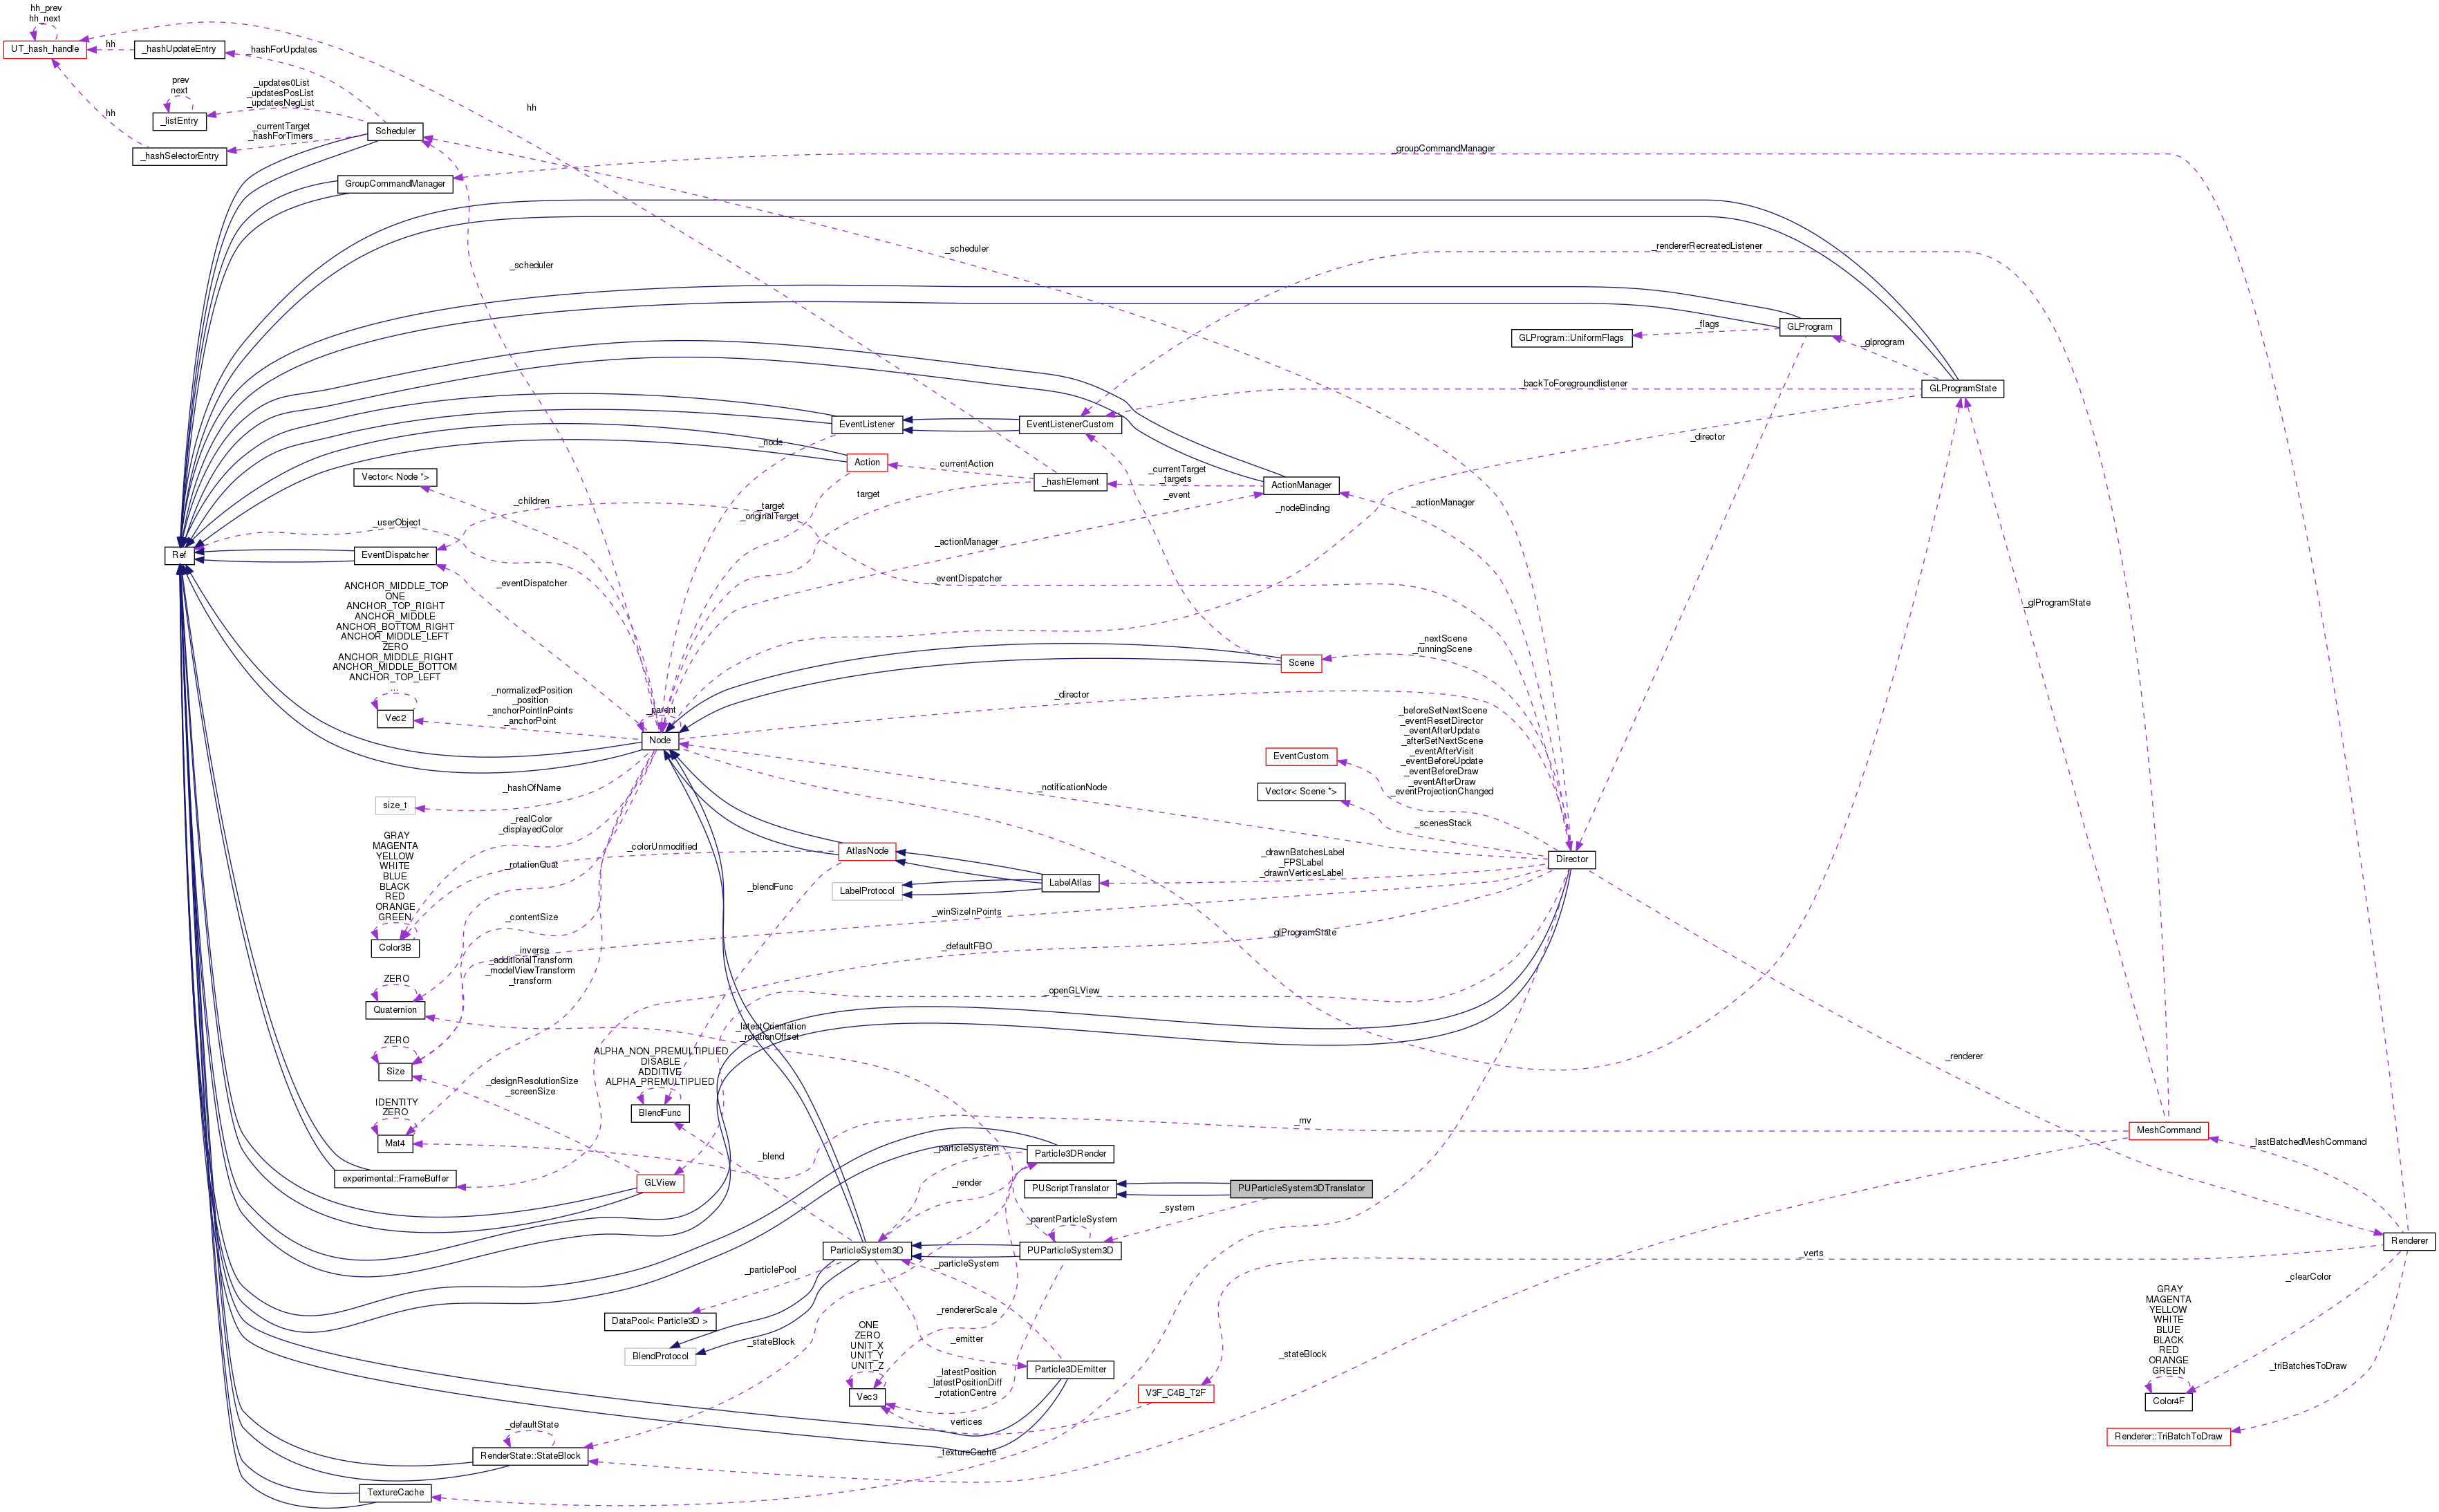 hh_prev
hh_next
UT_hash_handle
hh
_hashUpdateEntry
_hashForUpdates
prev
next
_listEntry
_updates0List
_updatesPosList
_updatesNegList
hh
_hashSelectorEntry
_currentTarget
_hashForTimers
Scheduler
hh
GroupCommandManager
_groupCommandManager
_scheduler
_scheduler
_rendererRecreatedListener
GLProgram::UniformFlags
_flags
GLProgram
_glprogram
GLProgramState
_backToForegroundlistener
EventListener
EventListenerCustom
_director
_node
Action
currentAction
_hashElement
_currentTarget
_targets
_event
ActionManager
Vector< Node *>
_children
_target
_originalTarget
target
_nodeBinding
_actionManager
_userObject
Ref
EventDispatcher
_eventDispatcher
_actionManager
_eventDispatcher
_glProgramState
ANCHOR_MIDDLE_TOP
ONE
ANCHOR_TOP_RIGHT
ANCHOR_MIDDLE
ANCHOR_BOTTOM_RIGHT
ANCHOR_MIDDLE_LEFT
ZERO
ANCHOR_MIDDLE_RIGHT
ANCHOR_MIDDLE_BOTTOM
ANCHOR_TOP_LEFT
...
Vec2
_normalizedPosition
_position
_anchorPointInPoints
_anchorPoint
_parent
Node
_director
Scene
_nextScene
_runningScene
EventCustom
_beforeSetNextScene
_eventResetDirector
_eventAfterUpdate
_afterSetNextScene
_eventAfterVisit
_eventBeforeUpdate
_eventBeforeDraw
_eventAfterDraw
_eventProjectionChanged
size_t
_hashOfName
_notificationNode
Vector< Scene *>
_scenesStack
_realColor
_displayedColor
GRAY
MAGENTA
YELLOW
WHITE
BLUE
BLACK
RED
ORANGE
GREEN
Color3B
_colorUnmodified
_rotationQuat
AtlasNode
_blendFunc
LabelProtocol
LabelAtlas
_drawnBatchesLabel
_FPSLabel
_drawnVerticesLabel
Director
_contentSize
_winSizeInPoints
_glProgramState
_defaultFBO
_inverse
_additionalTransform
_modelViewTransform
_transform
ZERO
Quaternion
_openGLView
_latestOrientation
_rotationOffset
ZERO
Size
ALPHA_NON_PREMULTIPLIED
DISABLE
ADDITIVE
ALPHA_PREMULTIPLIED
BlendFunc
_designResolutionSize
_screenSize
_renderer
IDENTITY
ZERO
Mat4
_mv
MeshCommand
_lastBatchedMeshCommand
experimental::FrameBuffer
GLView
_blend
_particleSystem
Particle3DRender
_render
PUScriptTranslator
PUParticleSystem3DTranslator
_system
_parentParticleSystem
ParticleSystem3D
PUParticleSystem3D
Renderer
_verts
_particlePool
_particleSystem
_clearColor
DataPool< Particle3D >
_rendererScale
_stateBlock
BlendProtocol
ONE
ZERO
UNIT_X
UNIT_Y
UNIT_Z
Vec3
_emitter
Particle3DEmitter
_latestPosition
_latestPositionDiff
_rotationCentre
_stateBlock
V3F_C4B_T2F
vertices
GRAY
MAGENTA
YELLOW
WHITE
BLUE
BLACK
RED
ORANGE
GREEN
Color4F
_triBatchesToDraw
Renderer::TriBatchToDraw
_defaultState
RenderState::StateBlock
_textureCache
TextureCache